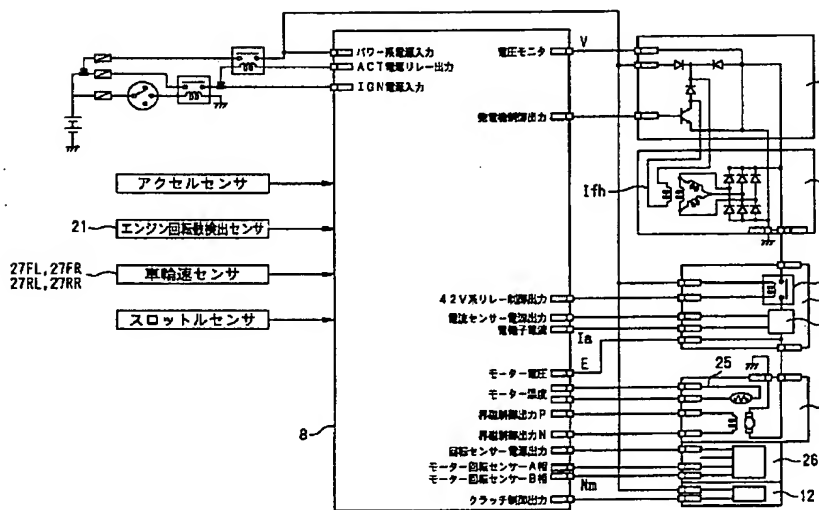 パワー系電源入力
ACT電源リレー出力
IGN電源入力
電圧モニタ
V
発電機制御出力
Ifh
アクセルセンサ
21
エンジン回転数検出センサ
27FL,27FR
27RL,27RR
車輪速センサ
スロットルセンサ
8
42V系リレー制御出力
電流センサー電源出力
電機子電流
Ia
E
モーター電圧
モーター温度
25
界磁制御出力P
界磁制御出力N
回転センサー電源出力
モーター回転センサーA相
モーター回転センサーB相
Nm
クラッチ制御出力
26
12